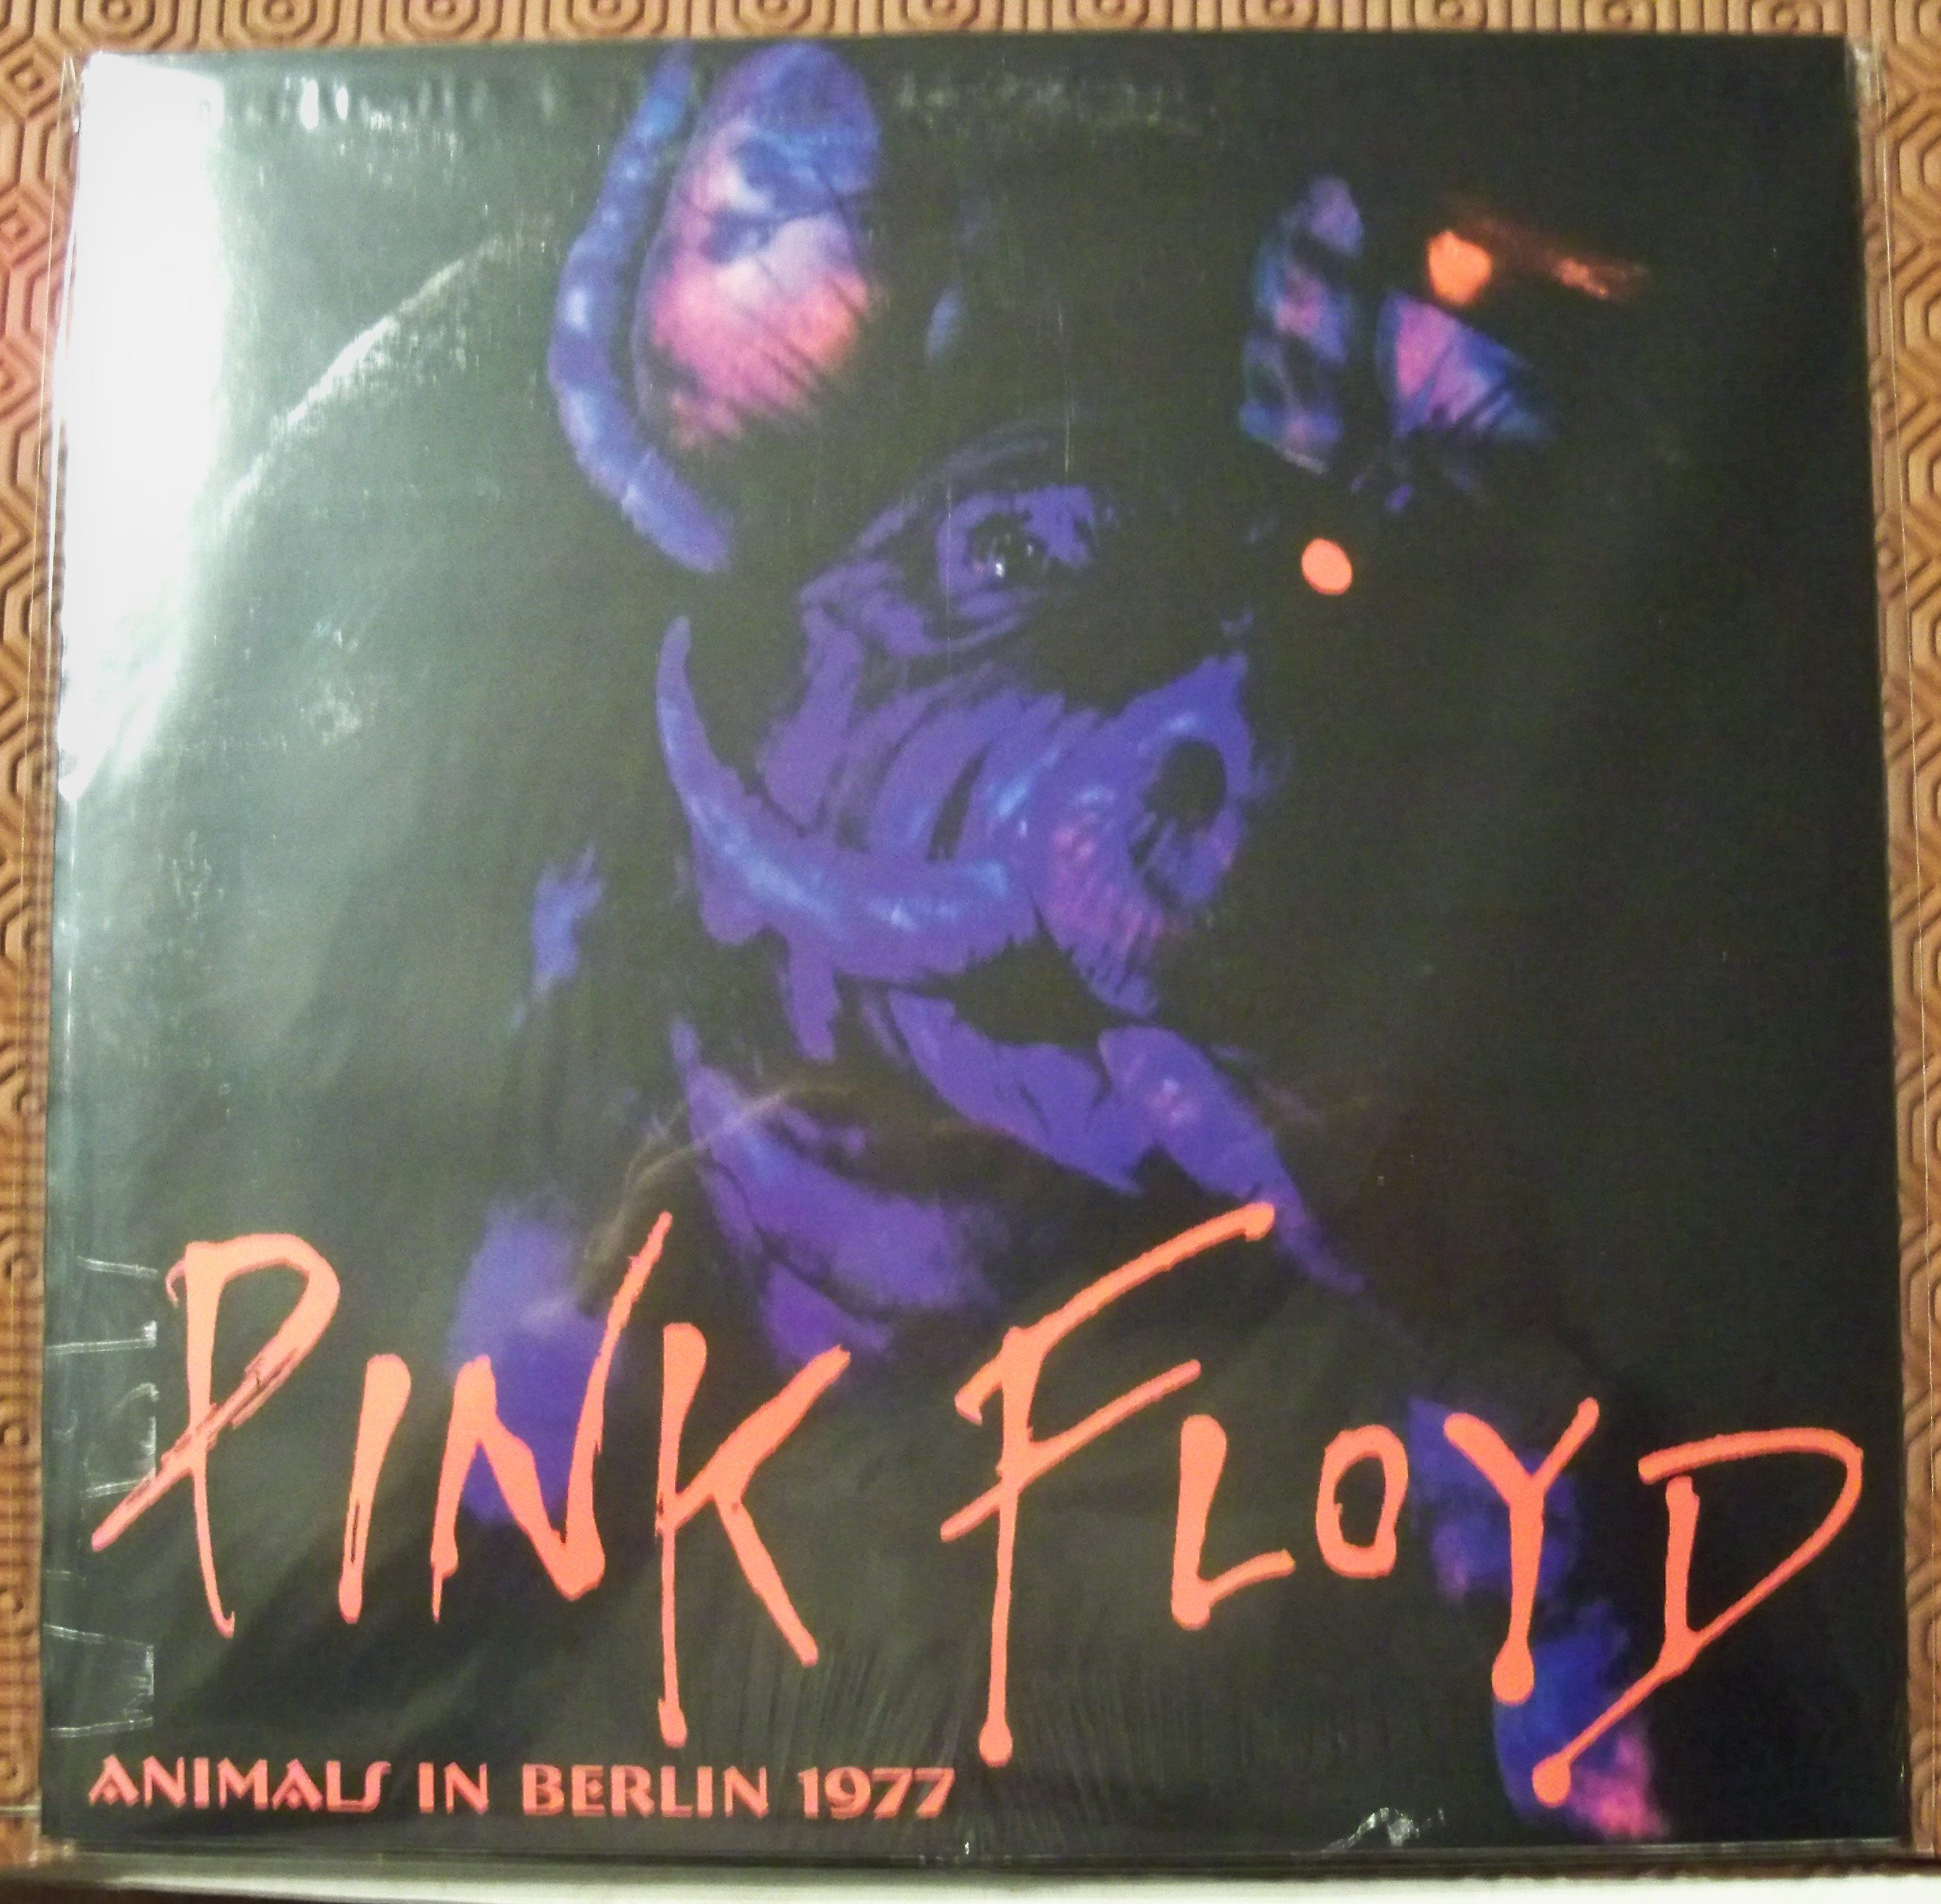 PINK FLOYD
ANIMALS IN BERLIN 1977